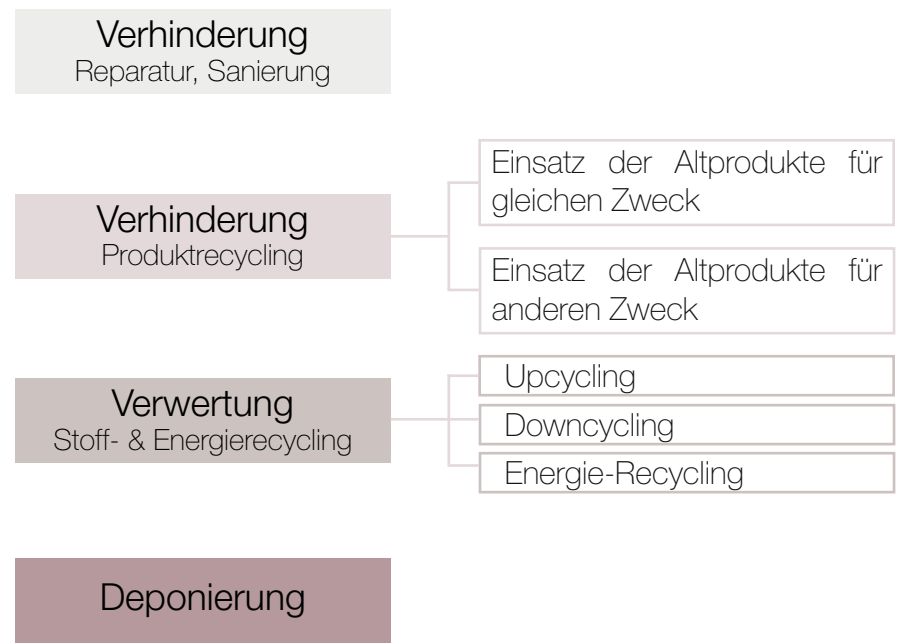 Verhinderung
Reparatur, Sanierung
Verhinderung
Produktrecycling
Einsatz der Altprodukte für
gleichen Zweck
Einsatz der Altprodukte für
anderen Zweck
Verwertung
Stoff- & Energierecycling
Upcycling
Downcycling
Energie-Recycling
Deponierung